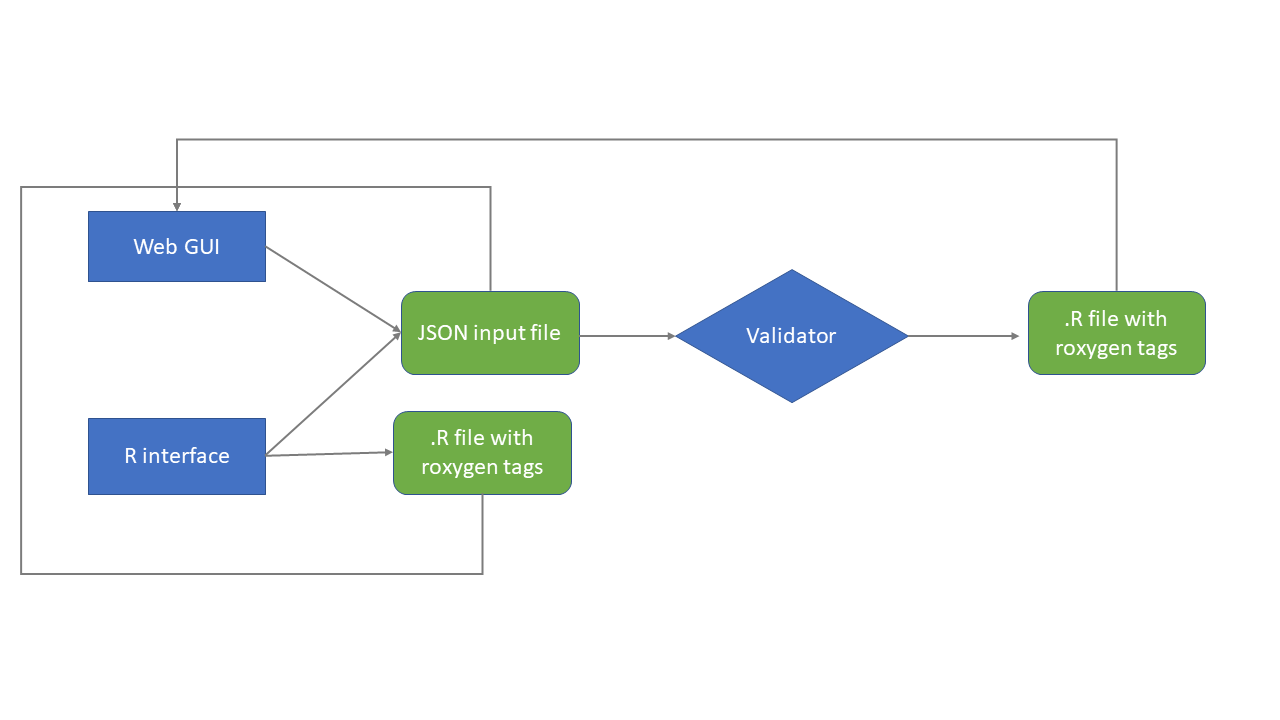 Web GUI
JSON input file
Validator
.R file with
roxygen tags
R interface
.R file with
roxygen tags